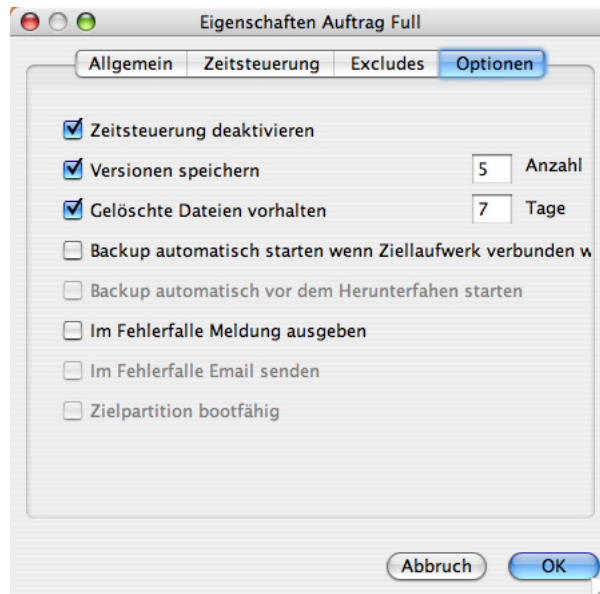 Eigenschaften Auftrag Full
Allgemein Zeitsteuerung Excludes Optionen
Zeitsteuerung deaktivieren
Versionen speichern 5 Anzahl
Gelöschte Dateien vorhalten 7 Tage
Backup automatisch starten wenn Ziellaufwerk verbunden w
Backup automatisch vor dem Herunterfahen starten
Im Fehlerfalle Meldung ausgeben
Im Fehlerfalle Email senden
Zielpartition bootfähig
Abbruch OK